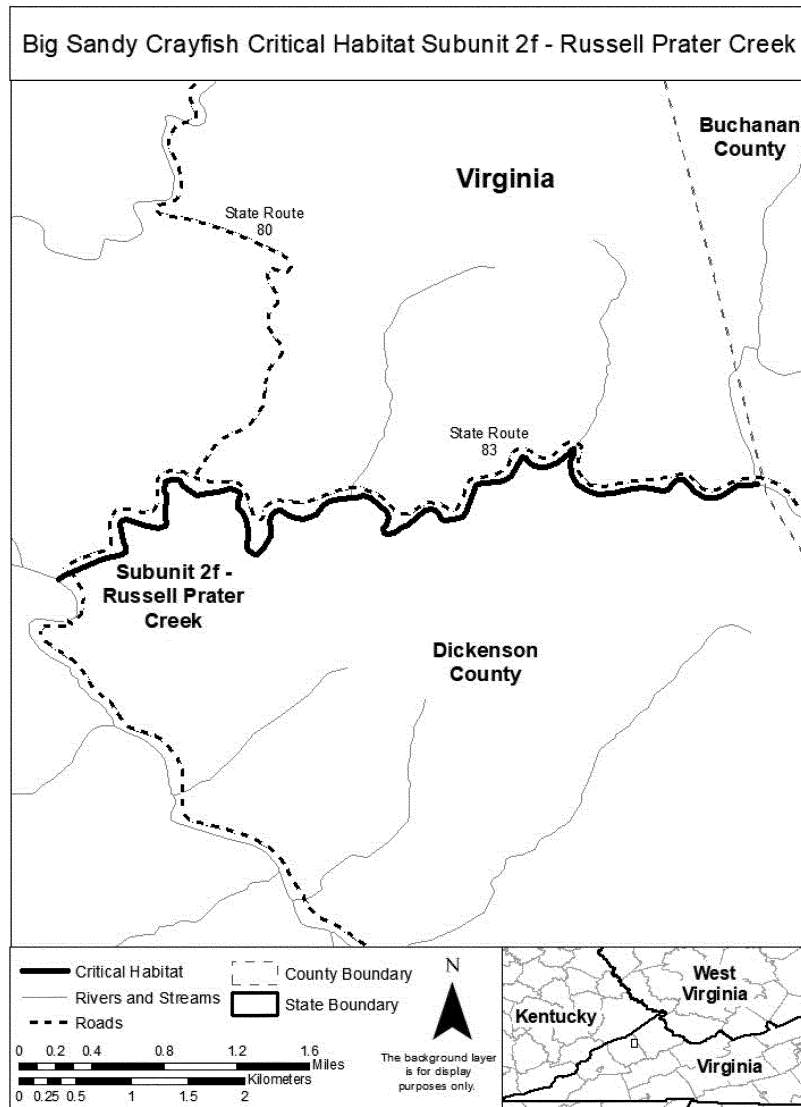 Big Sandy Crayfish Critical Habitat Subunit 2f - Russell Prater Creek
Buchanan
County
Virginia
State Route
80
State Route
83
Subunit 2f -
Russell Prater
Creek
Dickenson
County
Critical Habitat
Rivers and Streams
Roads
County Boundary
State Boundary
N
The background layer
is for display
purposes only.
0 0.2 0.4 0.8 1.2 1.6
Miles
Kilometers
0 0.25 0.5 1 1.5 2
West
Virginia
Kentucky
Virginia